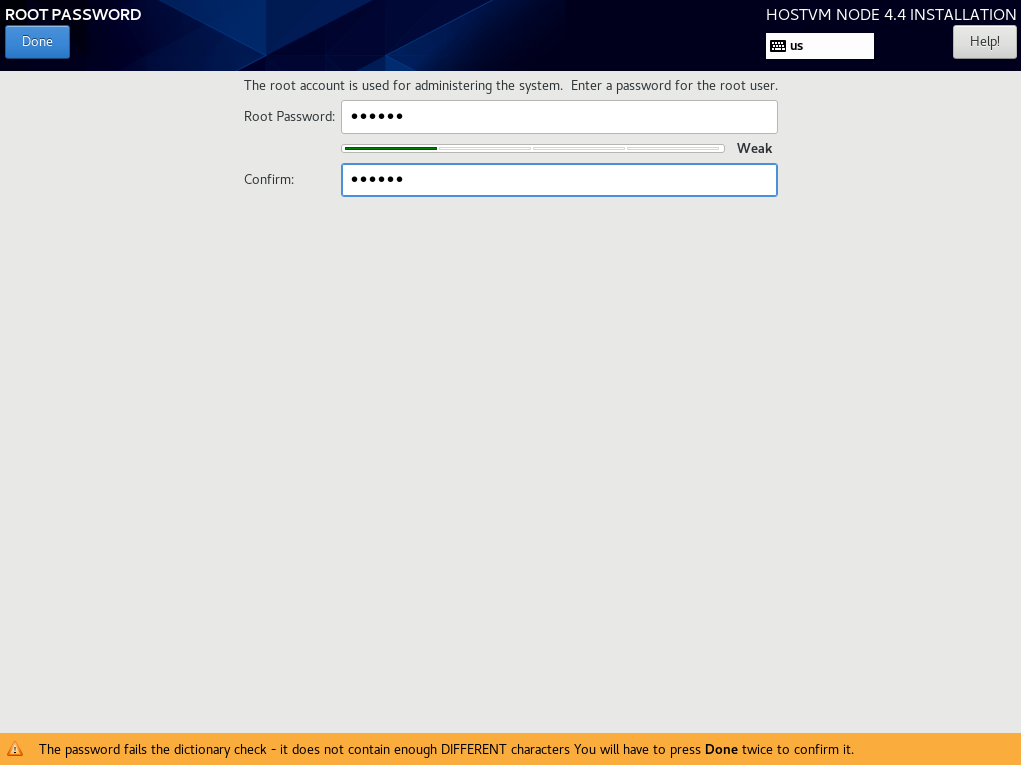 ROOT PASSWORD
HOSTVM NODE 4.4 INSTALLATION
Done
us
Help!
The root account is used for administering the system.  Enter a password for the root user.
Root Password: ●●●●●●
Weak
Confirm: ●●●●●●
The password fails the dictionary check - it does not contain enough DIFFERENT characters You will have to press Done twice to confirm it.